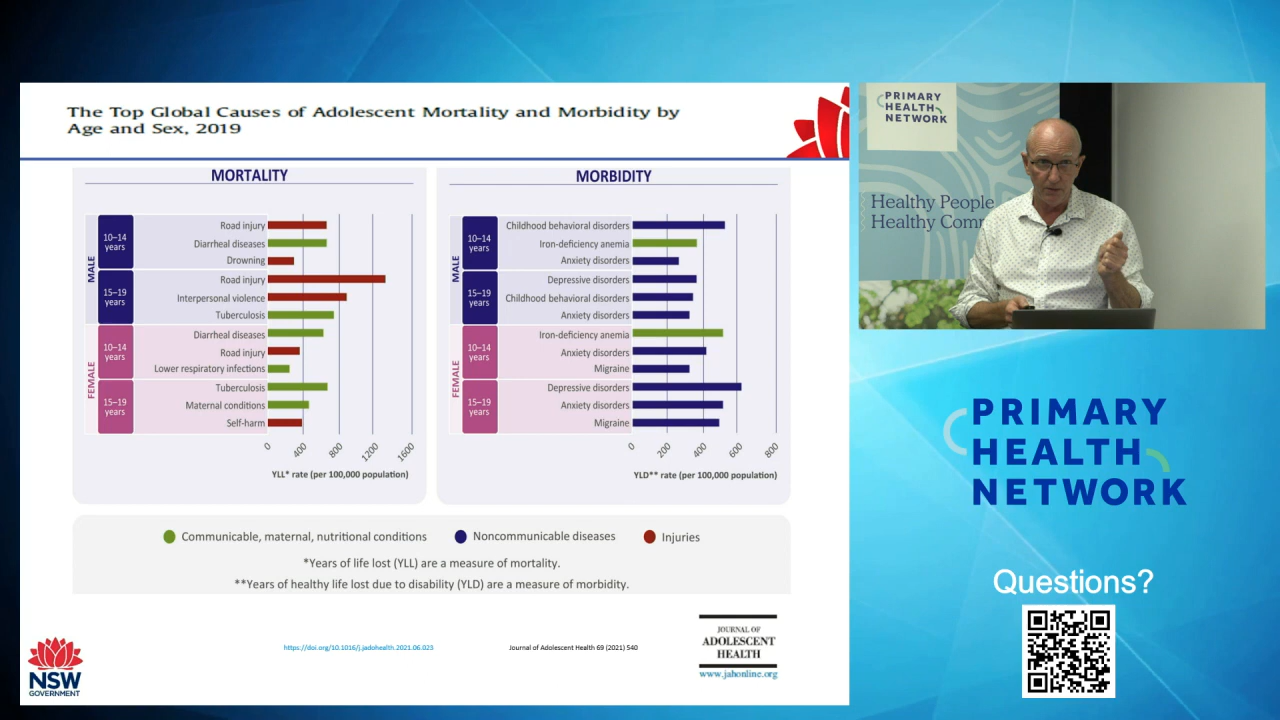 The Top Global Causes of Adolescent Mortality and Morbidity by
Age and Sex, 2019
MORTALITY
MALE
10–14
years
Road injury
Diarrheal diseases
Drowning
15–19
years
Road injury
Interpersonal violence
Tuberculosis
FEMALE
10–14
years
Diarrheal diseases
Road injury
Lower respiratory infections
15–19
years
Tuberculosis
Maternal conditions
Self-harm
0 400 800 1200 1600
YLL* rate (per 100,000 population)
MORBIDITY
MALE
10–14
years
Childhood behavioral disorders
Iron-deficiency anemia
Anxiety disorders
15–19
years
Depressive disorders
Childhood behavioral disorders
Anxiety disorders
FEMALE
10–14
years
Iron-deficiency anemia
Anxiety disorders
Migraine
15–19
years
Depressive disorders
Anxiety disorders
Migraine
0 200 400 600 800
YLD** rate (per 100,000 population)
Communicable, maternal, nutritional conditions
Noncommunicable diseases
Injuries
*Years of life lost (YLL) are a measure of mortality.
**Years of healthy life lost due to disability (YLD) are a measure of morbidity.
NSW
GOVERNMENT
https://doi.org/10.1016/j.jadohealth.2021.06.023
Journal of Adolescent Health 69 (2021) 540
JOURNAL OF
ADOLESCENT
HEALTH
www.jahonline.org
PRIMARY
HEALTH
NETWORK
Healthy People
Healthy Com
PRIMARY
HEALTH
NETWORK
Questions?